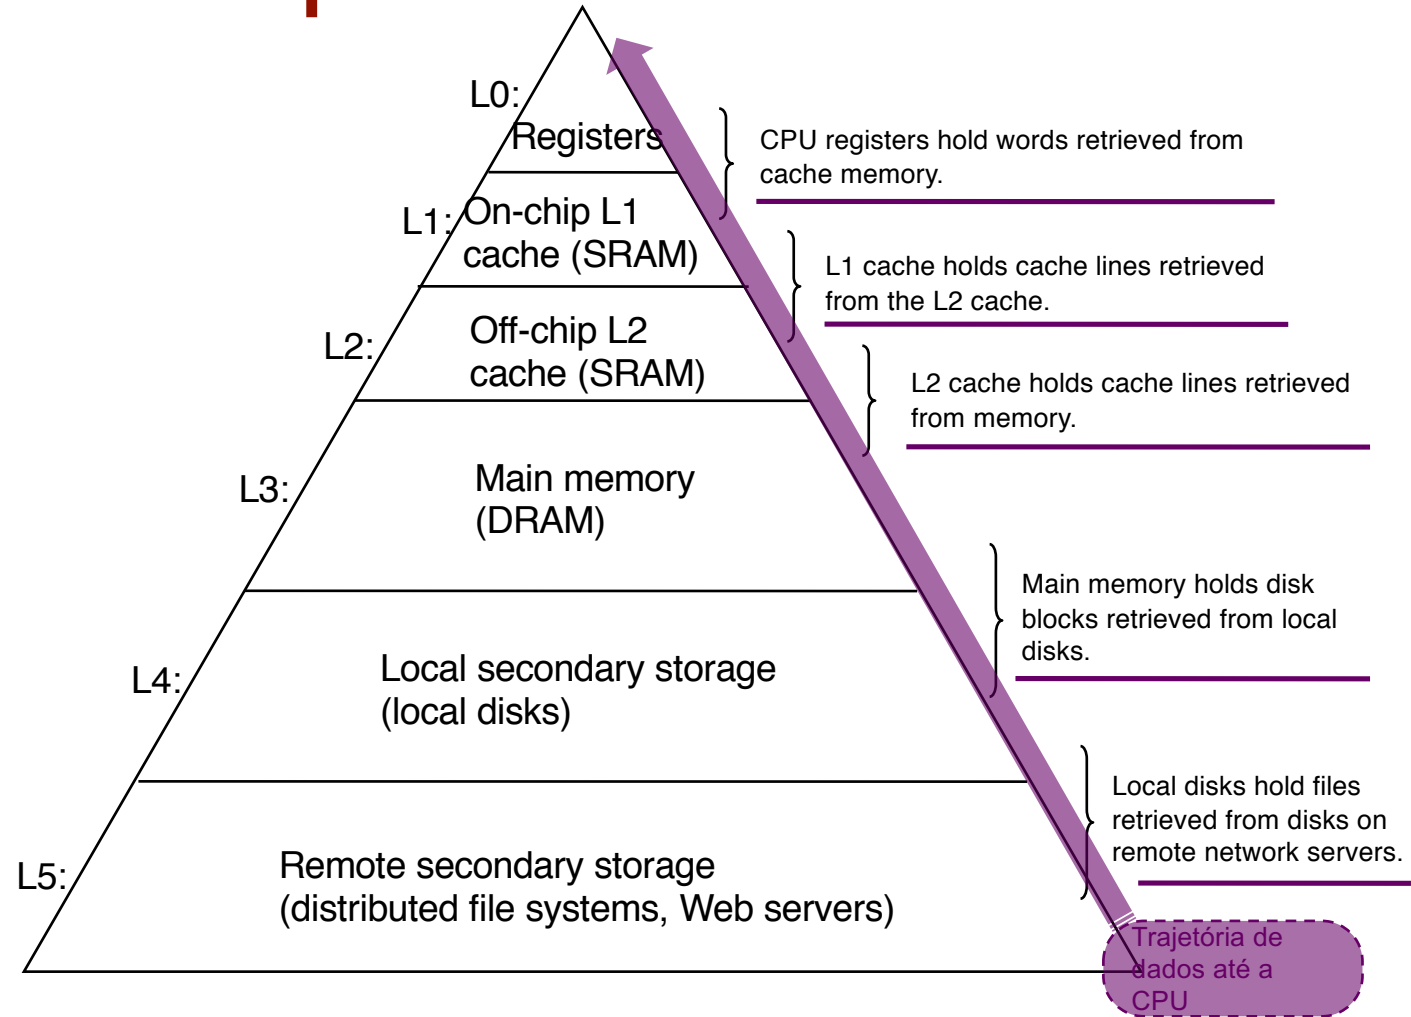 L0:
Registers
CPU registers hold words retrieved from
cache memory.
L1:
On-chip L1
cache (SRAM)
L1 cache holds cache lines retrieved
from the L2 cache.
L2:
Off-chip L2
cache (SRAM)
L2 cache holds cache lines retrieved
from memory.
L3:
Main memory
(DRAM)
Main memory holds disk
blocks retrieved from local
disks.
L4:
Local secondary storage
(local disks)
Local disks hold files
retrieved from disks on
remote network servers.
L5:
Remote secondary storage
(distributed file systems, Web servers)
Trajetória de
dados até a
CPU